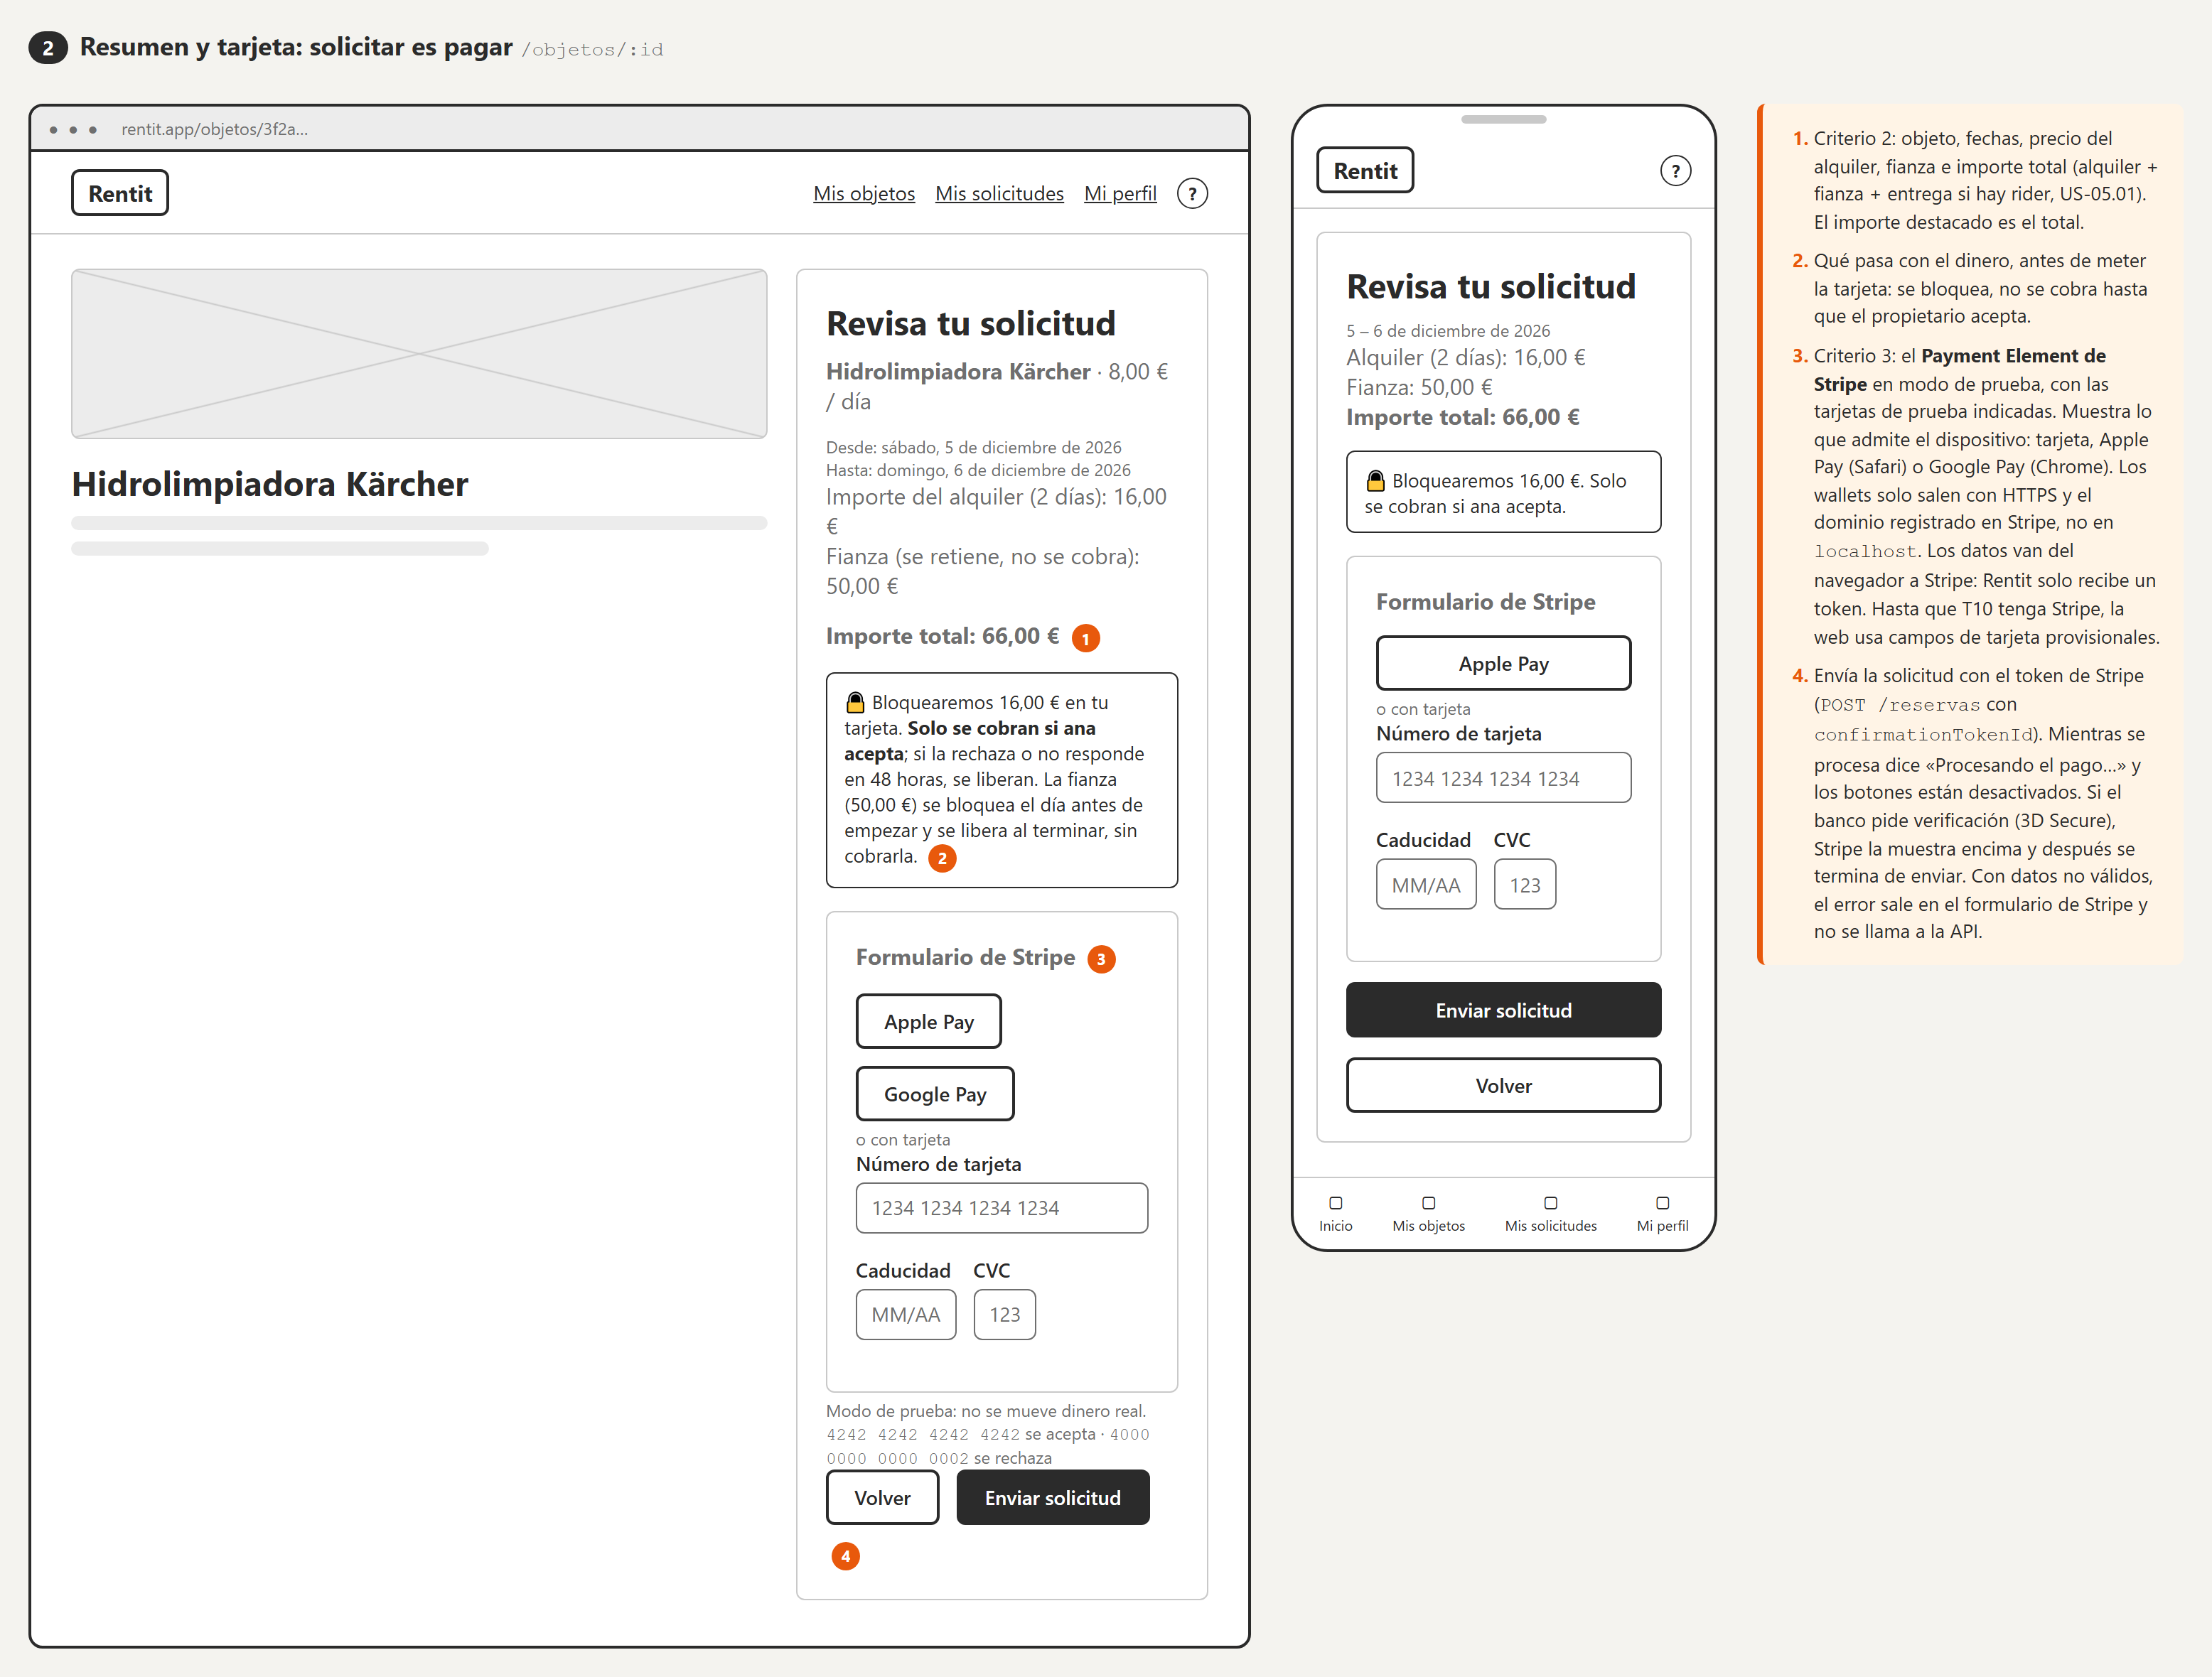 2 Resumen y tarjeta: solicitar es pagar /objetos/:id
rentit.app/objetos/3f2a...
Rentit
Mis objetos Mis solicitudes Mi perfil ?
Hidrolimpiadora Kärcher
Revisa tu solicitud
Hidrolimpiadora Kärcher · 8,00 €
/ día
Desde: sábado, 5 de diciembre de 2026
Hasta: domingo, 6 de diciembre de 2026
Importe del alquiler (2 días): 16,00
€
Fianza (se retiene, no se cobra):
50,00 €
Importe total: 66,00 € 1
🔒 Bloquearemos 16,00 € en tu
tarjeta. Solo se cobran si ana
acepta; si la rechaza o no responde
en 48 horas, se liberan. La fianza
(50,00 €) se bloquea el día antes de
empezar y se libera al terminar, sin
cobrarla. 2
Formulario de Stripe 3
Apple Pay
Google Pay
o con tarjeta
Número de tarjeta
1234 1234 1234 1234
Caducidad CVC
MM/AA 123
Modo de prueba: no se mueve dinero real.
4242 4242 4242 4242 se acepta · 4000
0000 0000 0002 se rechaza
Volver Enviar solicitud
4
Rentit ?
Revisa tu solicitud
5 – 6 de diciembre de 2026
Alquiler (2 días): 16,00 €
Fianza: 50,00 €
Importe total: 66,00 €
🔒 Bloquearemos 16,00 €. Solo
se cobran si ana acepta.
Formulario de Stripe
Apple Pay
o con tarjeta
Número de tarjeta
1234 1234 1234 1234
Caducidad CVC
MM/AA 123
Enviar solicitud
Volver
Inicio Mis objetos Mis solicitudes Mi perfil
1. Criterio 2: objeto, fechas, precio del
alquiler, fianza e importe total (alquiler +
fianza + entrega si hay rider, US-05.01).
El importe destacado es el total.
2. Qué pasa con el dinero, antes de meter
la tarjeta: se bloquea, no se cobra hasta
que el propietario acepta.
3. Criterio 3: el Payment Element de
Stripe en modo de prueba, con las
tarjetas de prueba indicadas. Muestra lo
que admite el dispositivo: tarjeta, Apple
Pay (Safari) o Google Pay (Chrome). Los
wallets solo salen con HTTPS y el
dominio registrado en Stripe, no en
localhost. Los datos van del
navegador a Stripe: Rentit solo recibe un
token. Hasta que T10 tenga Stripe, la
web usa campos de tarjeta provisionales.
4. Envía la solicitud con el token de Stripe
(POST /reservas con
confirmationTokenId). Mientras se
procesa dice «Procesando el pago…» y
los botones están desactivados. Si el
banco pide verificación (3D Secure),
Stripe la muestra encima y después se
termina de enviar. Con datos no válidos,
el error sale en el formulario de Stripe y
no se llama a la API.